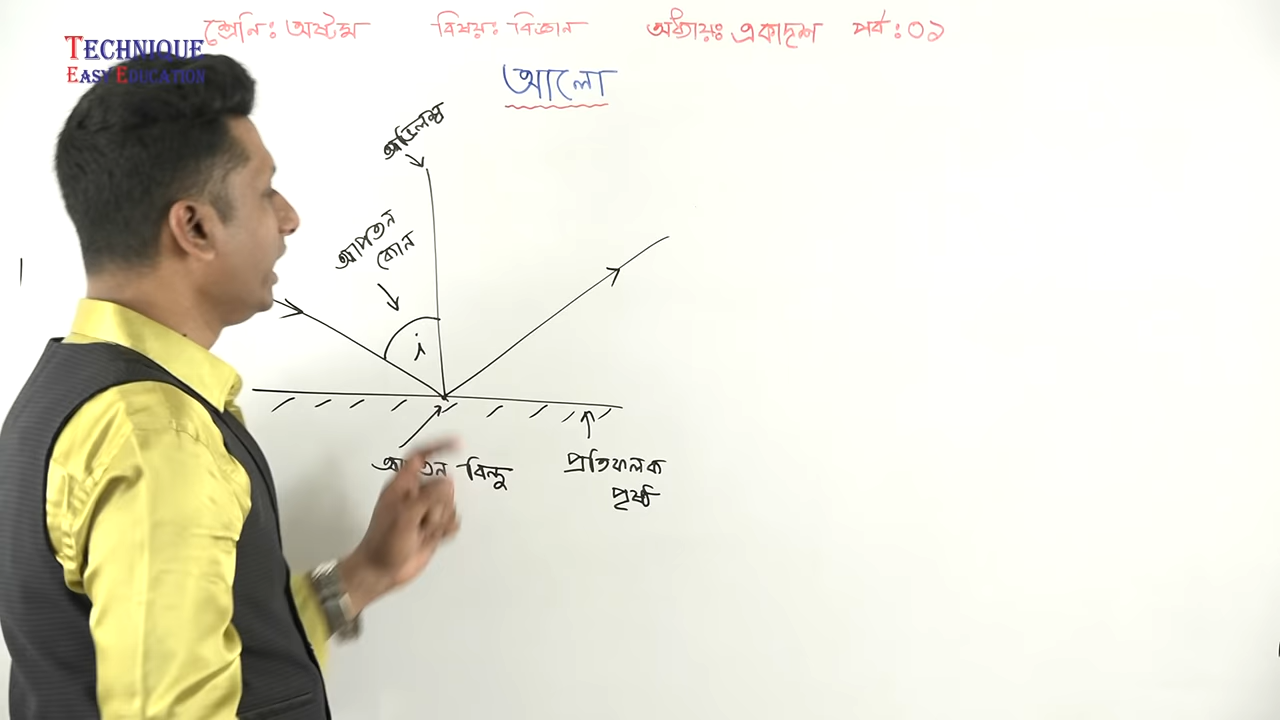 TECHNIQUE
EASY EDUCATION
শ্রেনি: অষ্টম বিষয়: বিজ্ঞান অধ্যায়ঃ একাদশ পর্ব: ০১
আলো
অভিলম্ব
আপতন
কোন
i
আপতন বিন্দু
প্রতিফলক
পৃষ্ঠ